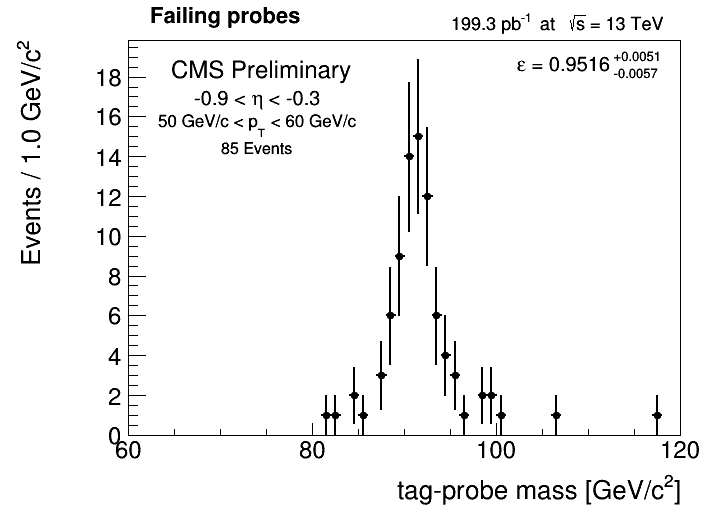 Failing probes
199.3 pb⁻¹ at √s = 13 TeV
CMS Preliminary
ε = 0.9516 +0.0051 -0.0057
-0.9 < η < -0.3
50 GeV/c < p_T < 60 GeV/c
85 Events
Events / 1.0 GeV/c²
18
16
14
12
10
8
6
4
2
0
60 80 100 120
tag-probe mass [GeV/c²]